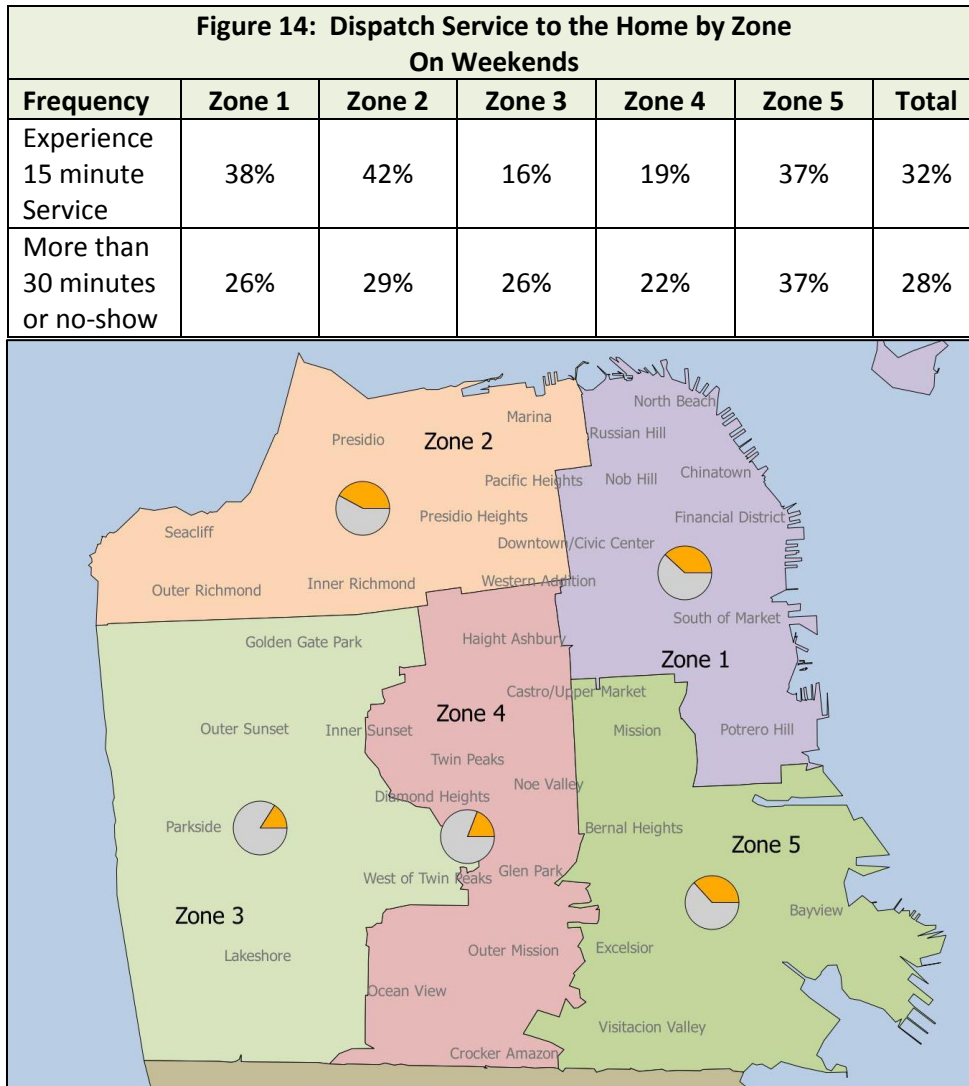 Figure 14: Dispatch Service to the Home by Zone
On Weekends
Frequency Zone 1 Zone 2 Zone 3 Zone 4 Zone 5 Total
Experience
15 minute
Service
38% 42% 16% 19% 37% 32%
More than
30 minutes
or no-show
26% 29% 26% 22% 37% 28%
North Beach
Marina
Russian Hill
Presidio
Zone 2
Chinatown
Pacific Heights
Nob Hill
Presidio Heights
Financial District
Seacliff
Downtown/Civic Center
Inner Richmond
Western Addition
Outer Richmond
South of Market
Golden Gate Park
Haight Ashbury
Zone 1
Castro/Upper Market
Zone 4
Outer Sunset
Inner Sunset
Mission
Potrero Hill
Twin Peaks
Noe Valley
Diamond Heights
Parkside
Bernal Heights
Zone 5
Glen Park
West of Twin Peaks
Zone 3
Bayview
Lakeshore
Outer Mission
Excelsior
Ocean View
Visitacion Valley
Crocker Amazon